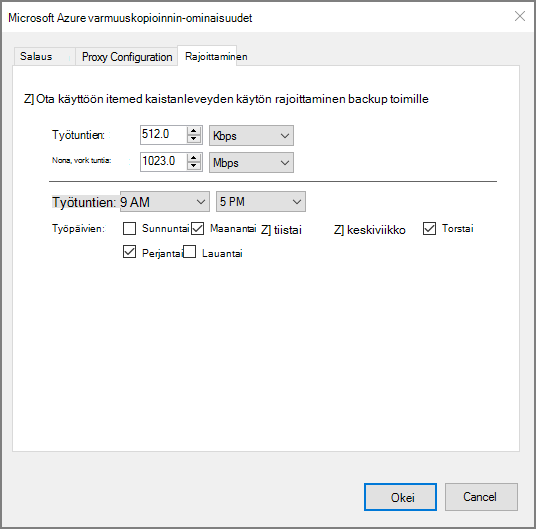 Microsoft Azure varmuuskopioinnin-ominaisuudet
Salaus Proxy Configuration Rajoittaminen
Z] Ota käyttöön itemed kaistanleveyden käytön rajoittaminen backup toimille
Työtuntien: 512.0 Kbps
Nona, vork tuntia: 1023.0 Mbps
Työtuntien: 9 AM 5 PM
Työpäivien: Sunnuntai Maanantai Z] tiistai Z] keskiviikko Torstai
Perjantai Lauantai
Okei Cancel